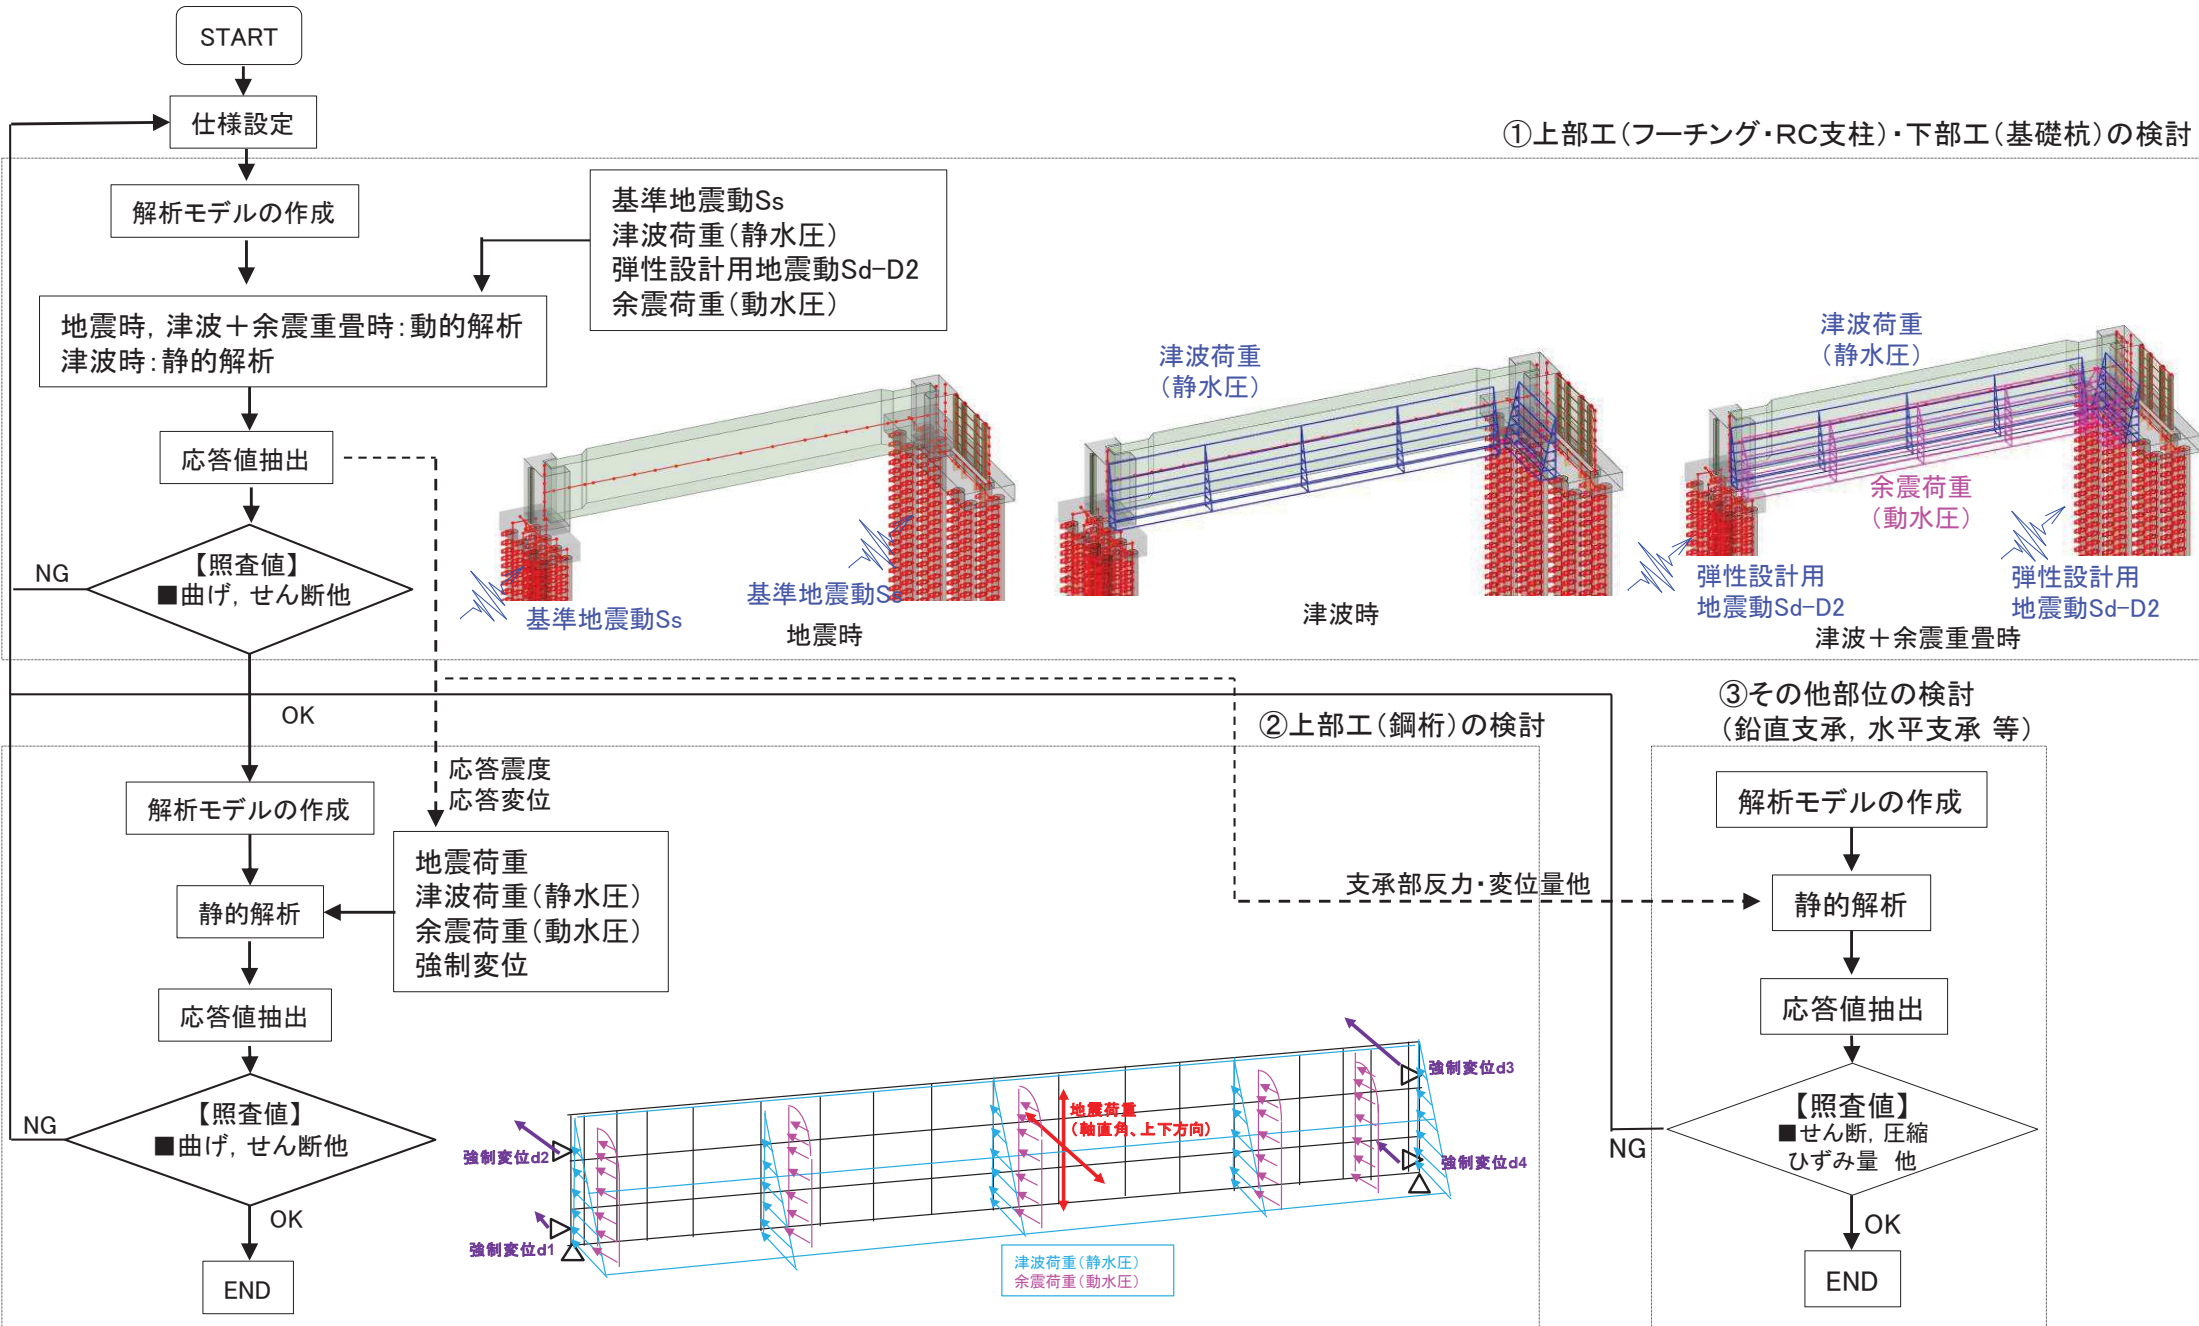 START
仕様設定
①上部工(フーチング・RC支柱)・下部工(基礎杭)の検討
解析モデルの作成
基準地震動Ss
津波荷重(静水圧)
弾性設計用地震動Sd-D2
余震荷重(動水圧)
地震時, 津波+余震重畳時:動的解析
津波時:静的解析
応答値抽出
【照査値】
■曲げ, せん断他
NG
OK
基準地震動Ss
基準地震動Ss
地震時
津波荷重
(静水圧)
津波時
津波荷重
(静水圧)
余震荷重
(動水圧)
弾性設計用
地震動Sd-D2
弾性設計用
地震動Sd-D2
津波+余震重畳時
②上部工(鋼桁)の検討
応答震度
応答変位
解析モデルの作成
地震荷重
津波荷重(静水圧)
余震荷重(動水圧)
強制変位
静的解析
応答値抽出
【照査値】
■曲げ, せん断他
NG
OK
END
強制変位d2
強制変位d1
地震荷重
(軸直角、上下方向)
強制変位d3
強制変位d4
津波荷重(静水圧)
余震荷重(動水圧)
③その他部位の検討
(鉛直支承, 水平支承 等)
解析モデルの作成
支承部反力・変位量他
静的解析
応答値抽出
【照査値】
■せん断, 圧縮
ひずみ量 他
NG
OK
END